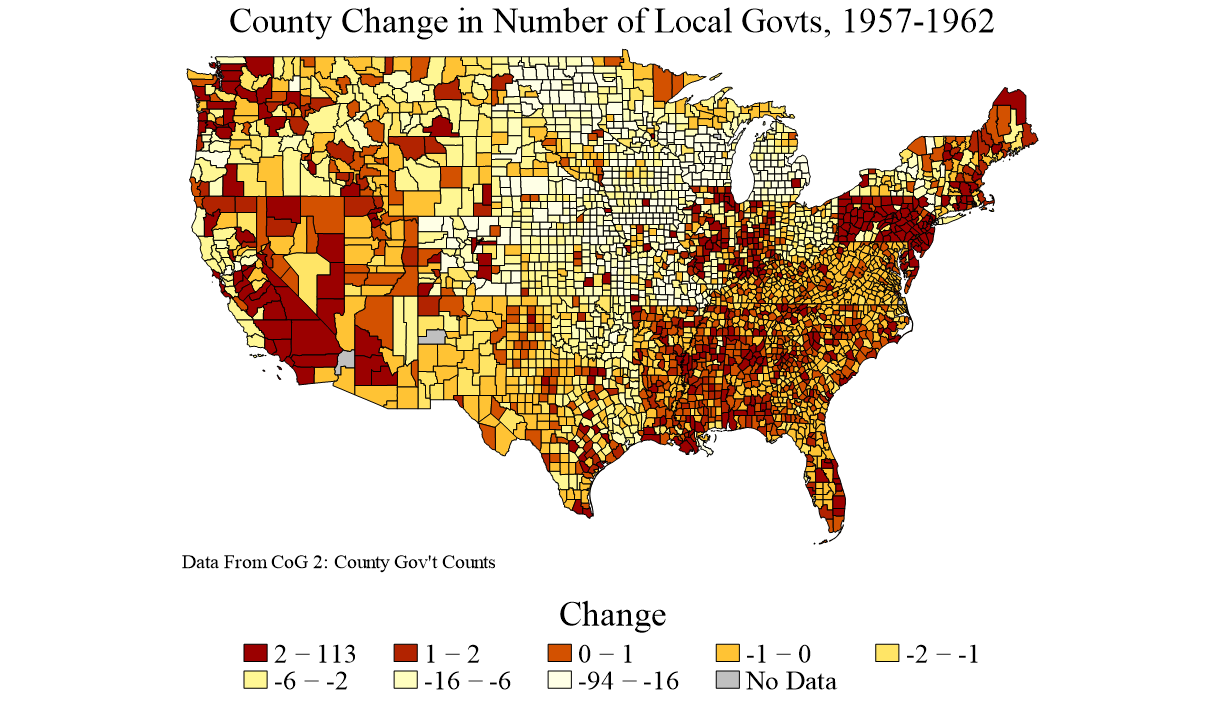 County Change in Number of Local Govts, 1957-1962
Data From CoG 2: County Gov't Counts
Change
2 − 113 1 − 2 0 − 1 -1 − 0 -2 − -1
-6 − -2 -16 − -6 -94 − -16 No Data